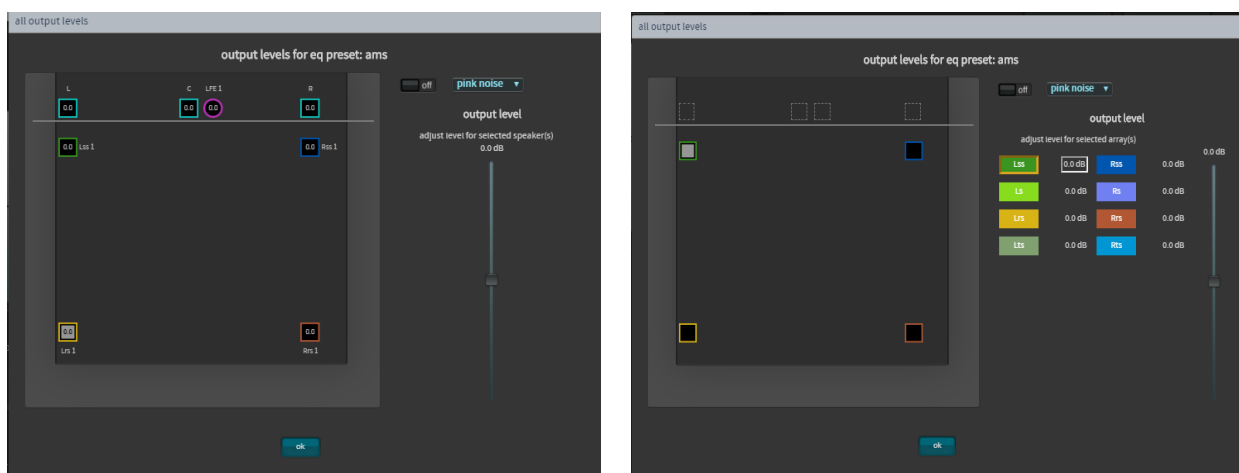 all output levels
output levels for eq preset: ams
L C LFE 1 R
0.0 0.0 0.0 0.0
0.0 Lss 1 0.0 Rss 1
0.0 0.0
Lrs 1 Rrs 1
off pink noise
output level
adjust level for selected speaker(s)
0.0 dB
ok
all output levels
output levels for eq preset: ams
off pink noise
output level
adjust level for selected array(s)
0.0 dB
Lss 0.0 dB Rss 0.0 dB
Ls 0.0 dB Rs 0.0 dB
Lrs 0.0 dB Rrs 0.0 dB
Lts 0.0 dB Rts 0.0 dB
ok